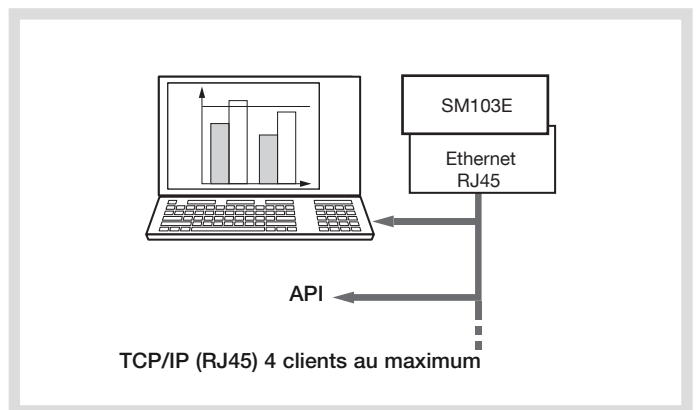 SM103E
Ethernet
RJ45
API
TCP/IP (RJ45) 4 clients au maximum